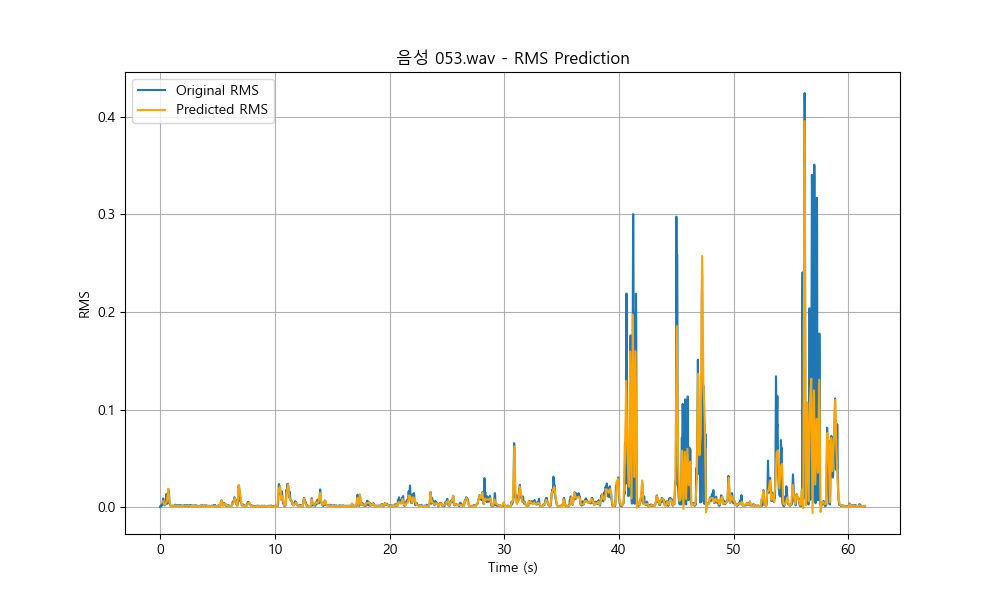 음성 053.wav - RMS Prediction
Original RMS
Predicted RMS
0.4
0.3
0.2
0.1
0.0
RMS
0 10 20 30 40 50 60
Time (s)